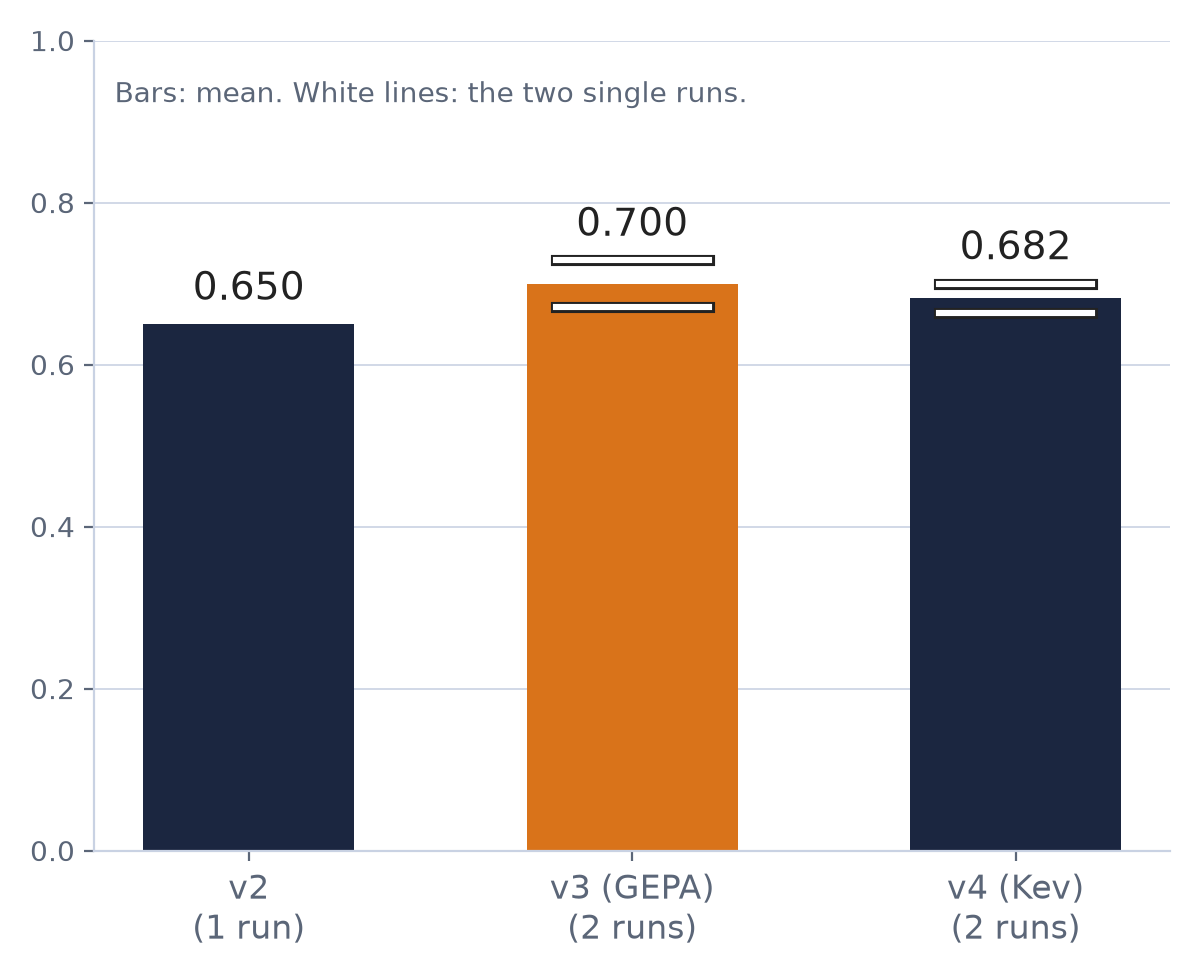 1.0
Bars: mean. White lines: the two single runs.
0.8
0.700
0.682
0.650
0.6
0.4
0.2
0.0
v2
(1 run)
v3 (GEPA)
(2 runs)
v4 (Kev)
(2 runs)